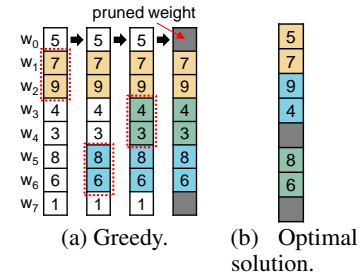 pruned weight
w0 5 5 5 5
w1 7 7 7 7 7
w2 9 9 9 9 9
w3 4 4 4 4 4
w4 3 3 3 3
w5 8 8 8 8 8
w6 6 6 6 6 6
w7 1 1 1
(a) Greedy.
(b) Optimal
solution.